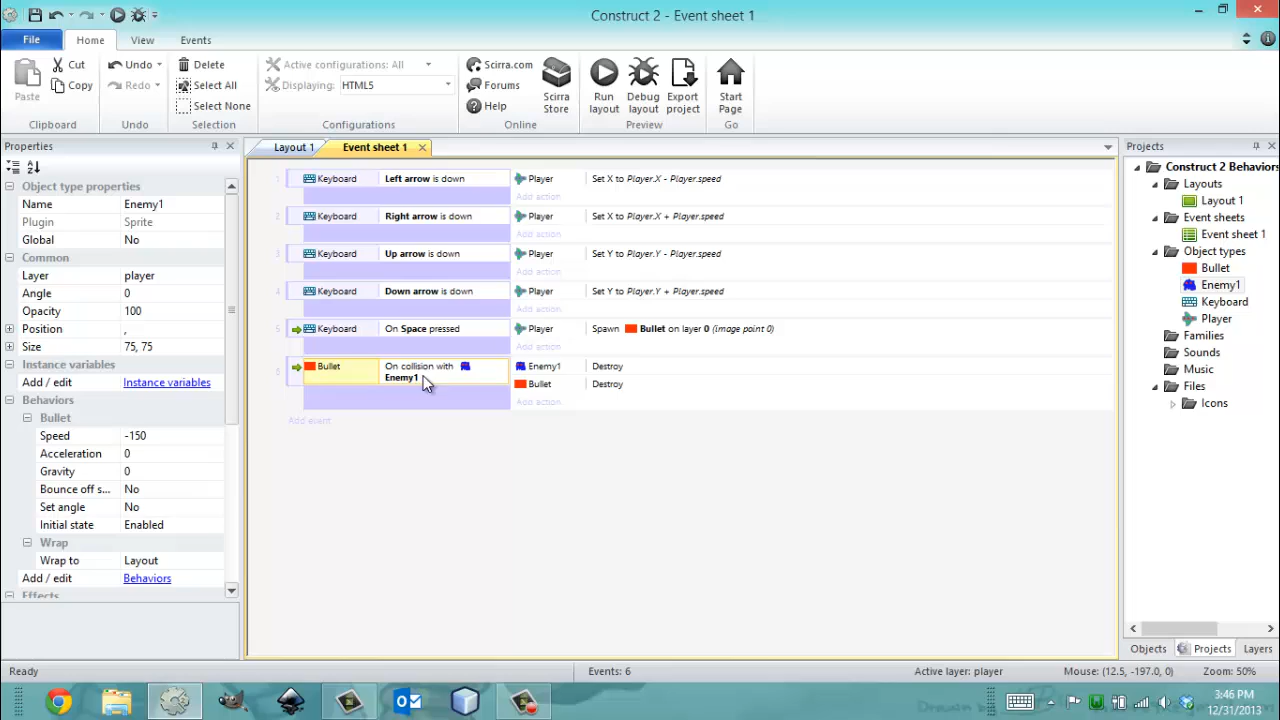 Construct 2 - Event sheet 1
File Home View Events
Paste Cut Copy Clipboard
Undo Redo Undo
Delete Select All Select None Selection
Active configurations: All
Displaying: HTML5
Configurations
Scirra.com Forums Help Scirra Store Online
Run layout Debug layout Export project Preview
Start Page Go
Properties
Object type properties
Name Enemy1
Plugin Sprite
Global No
Common
Layer player
Angle 0
Opacity 100
Position ,
Size 75, 75
Instance variables
Add / edit Instance variables
Behaviors
Bullet
Speed -150
Acceleration 0
Gravity 0
Bounce off s... No
Set angle No
Initial state Enabled
Wrap
Wrap to Layout
Add / edit Behaviors
Effects
Layout 1 Event sheet 1
1 Keyboard Left arrow is down Player Set X to Player.X - Player.speed
Add action
2 Keyboard Right arrow is down Player Set X to Player.X + Player.speed
Add action
3 Keyboard Up arrow is down Player Set Y to Player.Y - Player.speed
Add action
4 Keyboard Down arrow is down Player Set Y to Player.Y + Player.speed
Add action
5 Keyboard On Space pressed Player Spawn Bullet on layer 0 (image point 0)
Add action
6 Bullet On collision with Enemy1 Enemy1 Destroy
Bullet Destroy
Add action
Add event
Projects
Construct 2 Behaviors
Layouts
Layout 1
Event sheets
Event sheet 1
Object types
Bullet
Enemy1
Keyboard
Player
Families
Sounds
Music
Files
Icons
Objects Projects Layers
Ready Events: 6 Active layer: player Mouse: (12.5, -197.0, 0) Zoom: 50%
3:46 PM
12/31/2013